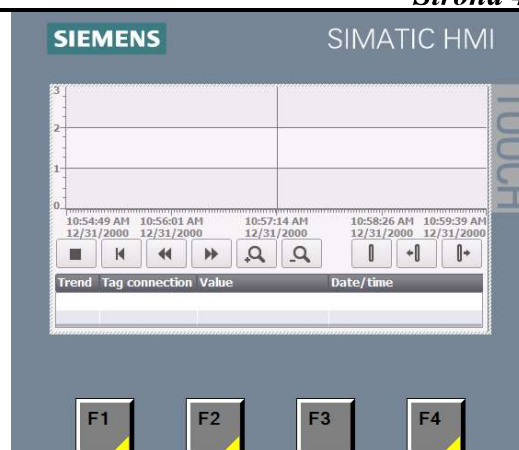 Strona 4
SIEMENS SIMATIC HMI
TOUCH
3
2
1
0
10:54:49 AM 10:56:01 AM 10:57:14 AM 10:58:26 AM 10:59:39 AM
12/31/2000 12/31/2000 12/31/2000 12/31/2000 12/31/2000
Trend Tag connection Value Date/time
F1 F2 F3 F4